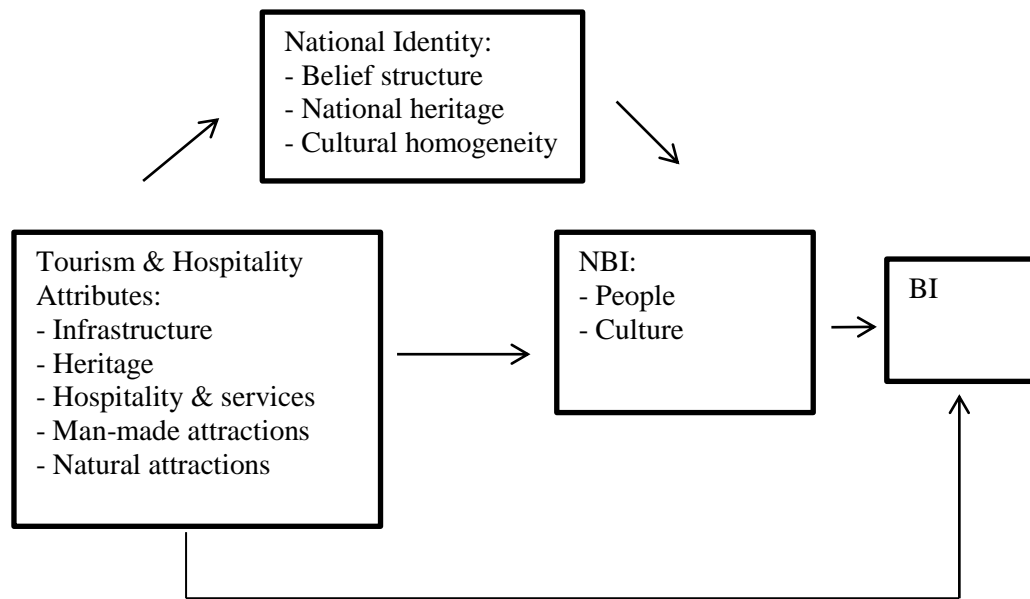 National Identity:
- Belief structure
- National heritage
- Cultural homogeneity
Tourism & Hospitality
Attributes:
- Infrastructure
- Heritage
- Hospitality & services
- Man-made attractions
- Natural attractions
NBI:
- People
- Culture
BI